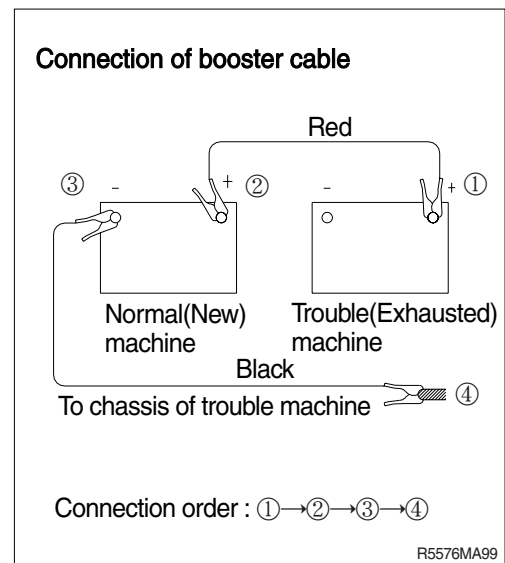 Connection of booster cable
Red
③ - + ② - + ①
Normal(New)
machine
Trouble(Exhausted)
machine
Black
To chassis of trouble machine ④
Connection order : ①→②→③→④
R5576MA99